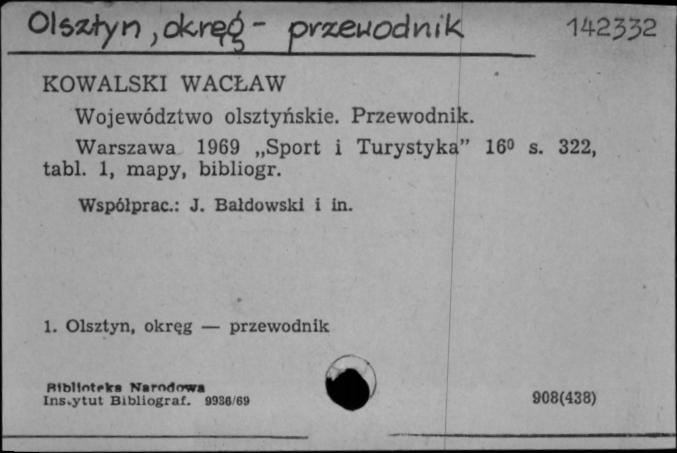 Olsztyn, okręg - przewodnik 142332
KOWALSKI WACŁAW
Województwo olsztyńskie. Przewodnik.
Warszawa 1969 „Sport i Turystyka” 16⁰ s. 322,
tabl. 1, mapy, bibliogr.
Współprac.: J. Bałdowski i in.
1. Olsztyn, okręg — przewodnik
Biblioteka Narodowa
Instytut Bibliograf. 9936/69
908(438)